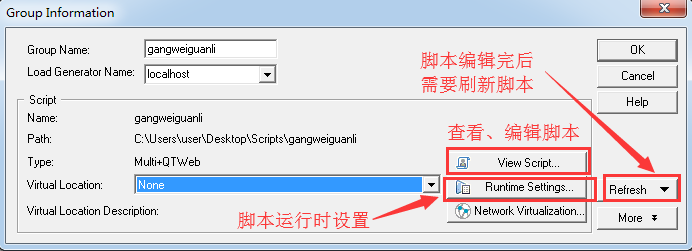 Group Information
Group Name:
gangweiguanli
OK
Load Generator Name:
localhost
Cancel
Help
脚本编辑完后
需要刷新脚本
Script
Name:
gangweiguanli
Path:
C:\Users\user\Desktop\Scripts\gangweiguanli
查看、编辑脚本
Type:
Multi+QTWeb
View Script...
Virtual Location:
None
Runtime Settings...
Refresh
Virtual Location Description:
脚本运行时设置
Network Virtualization...
More